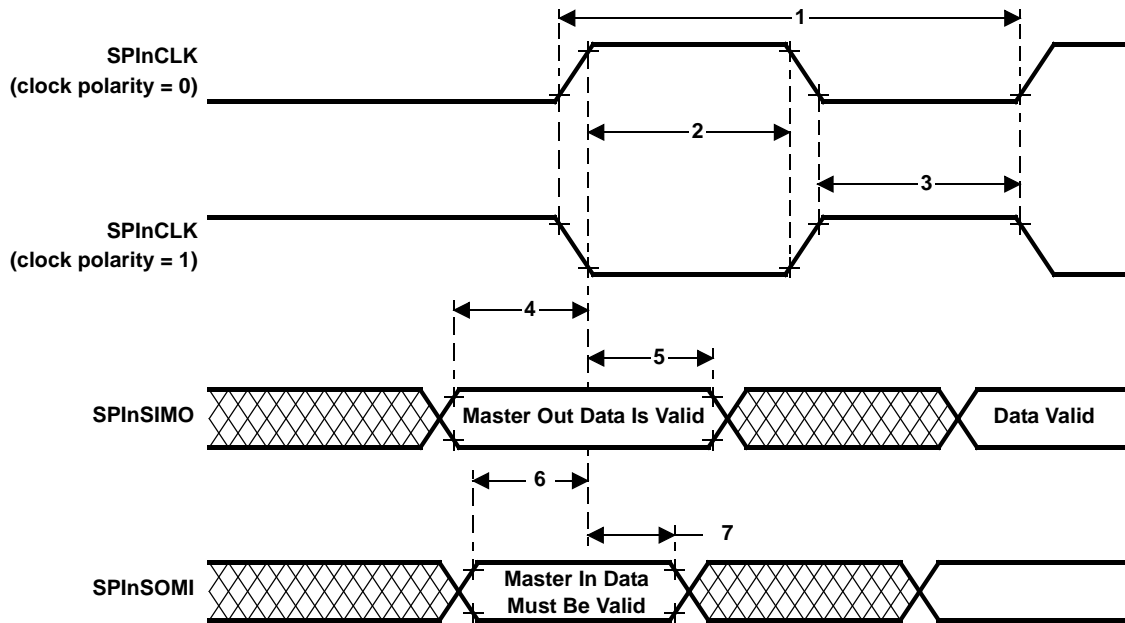 1
SPInCLK
(clock polarity = 0)
2
3
SPInCLK
(clock polarity = 1)
4
5
SPInSIMO
Master Out Data Is Valid
Data Valid
6
7
SPInSOMI
Master In Data
Must Be Valid